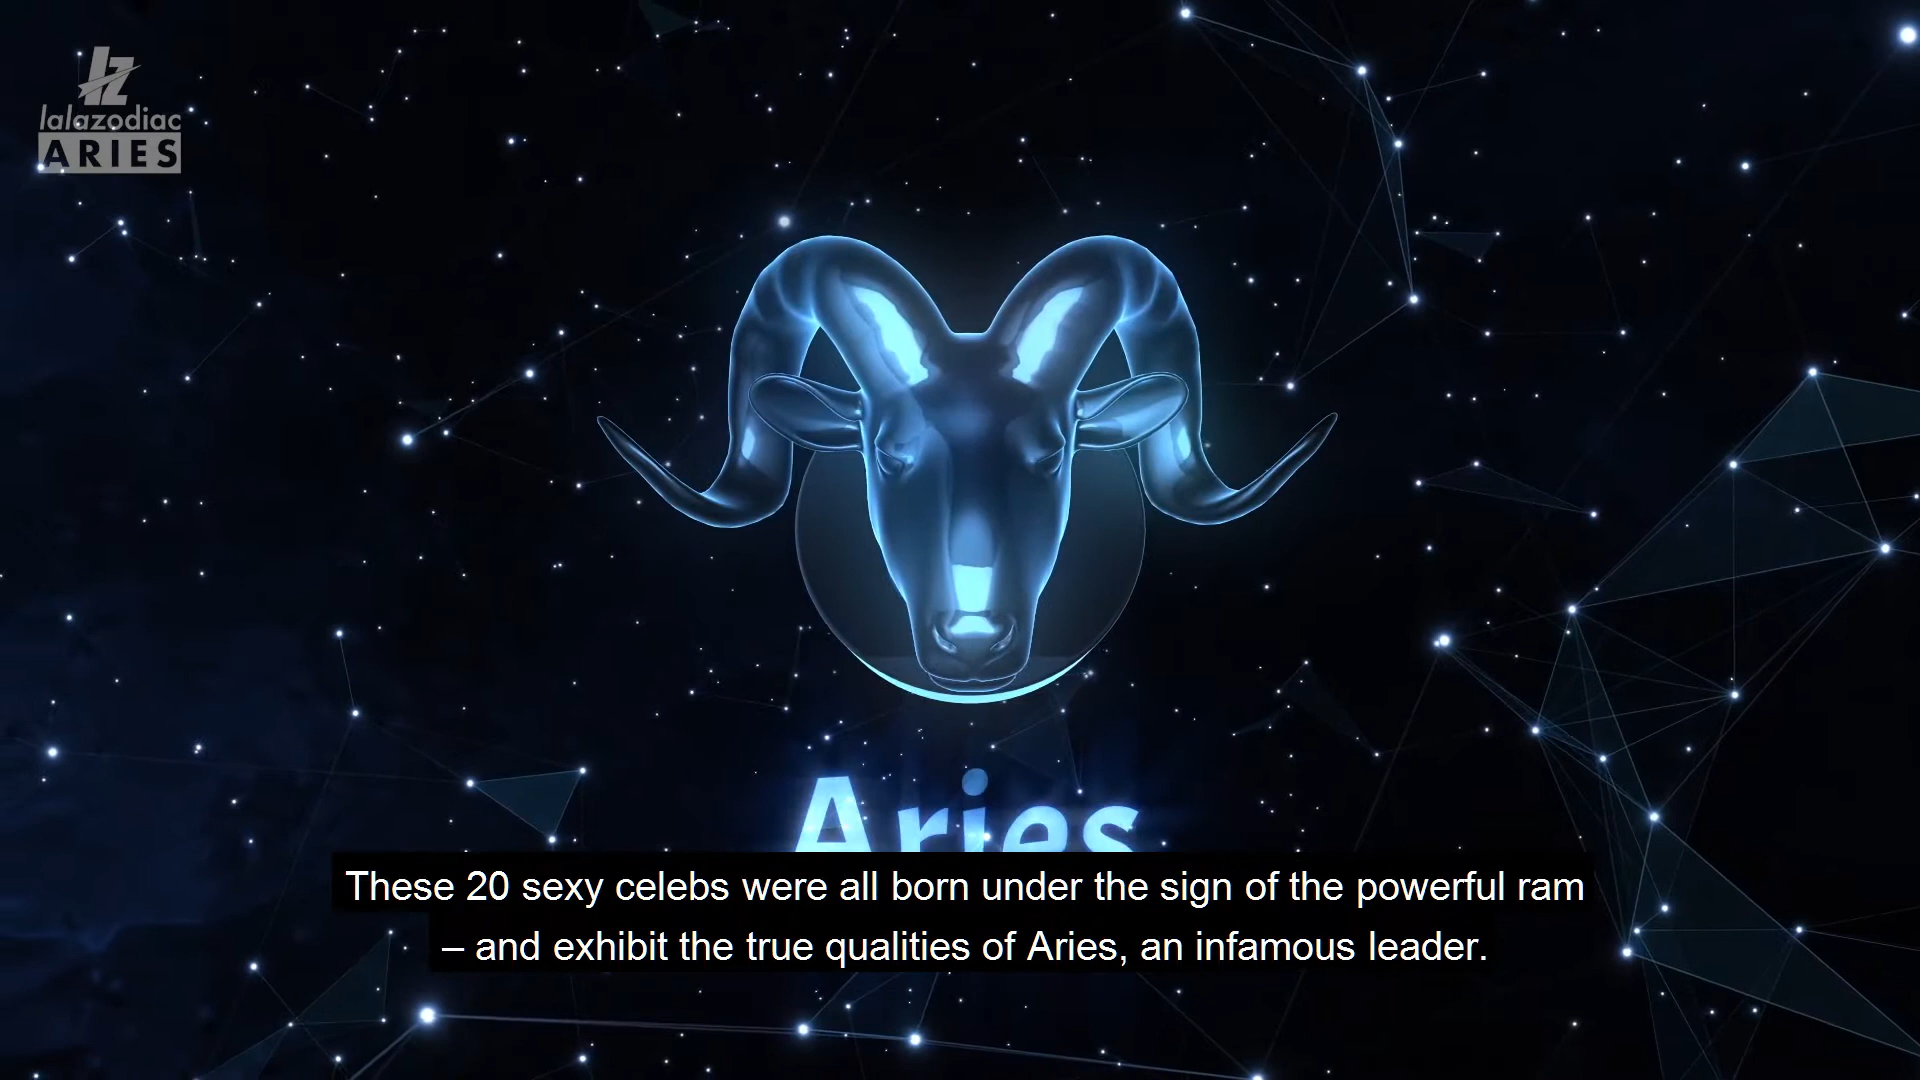 lalazodiac
ARIES
Aries
These 20 sexy celebs were all born under the sign of the powerful ram
– and exhibit the true qualities of Aries, an infamous leader.